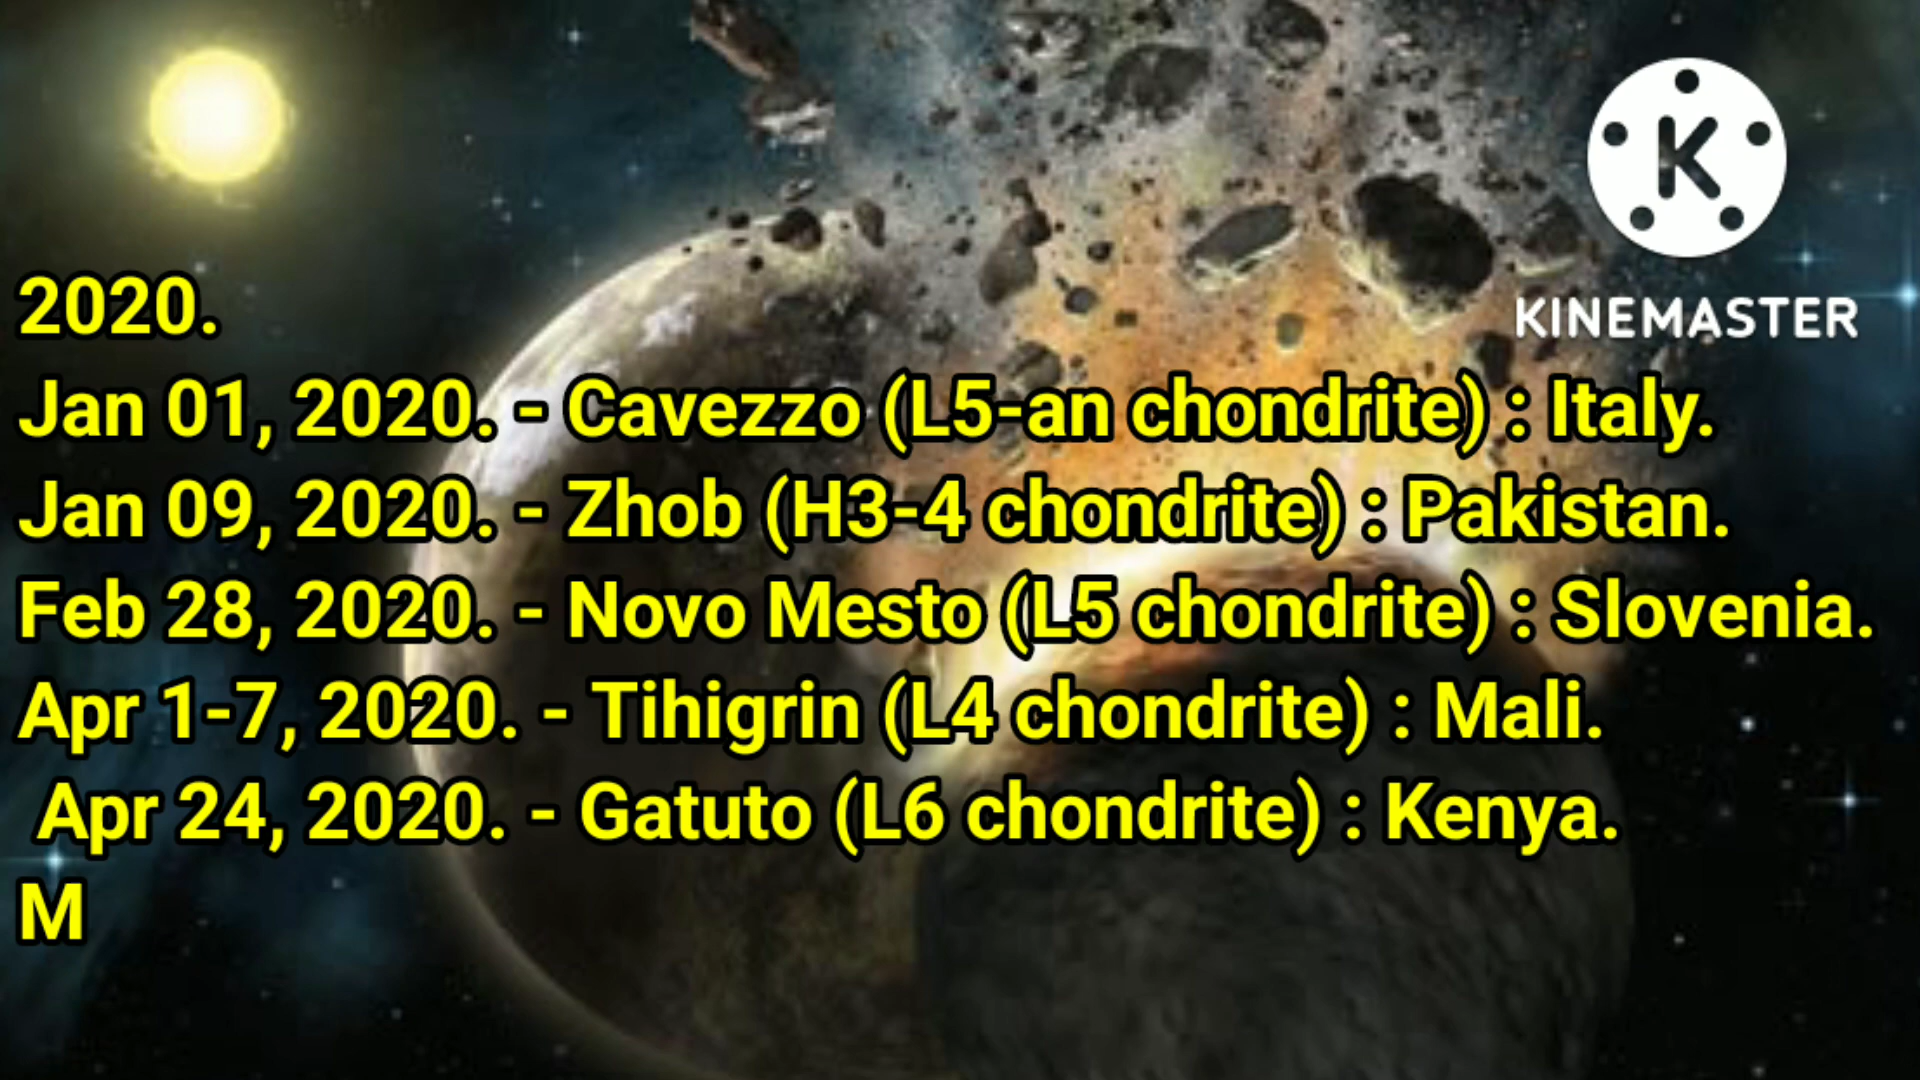 K
KINEMASTER
2020.
Jan 01, 2020. - Cavezzo (L5-an chondrite) : Italy.
Jan 09, 2020. - Zhob (H3-4 chondrite) : Pakistan.
Feb 28, 2020. - Novo Mesto (L5 chondrite) : Slovenia.
Apr 1-7, 2020. - Tihigrin (L4 chondrite) : Mali.
Apr 24, 2020. - Gatuto (L6 chondrite) : Kenya.
M